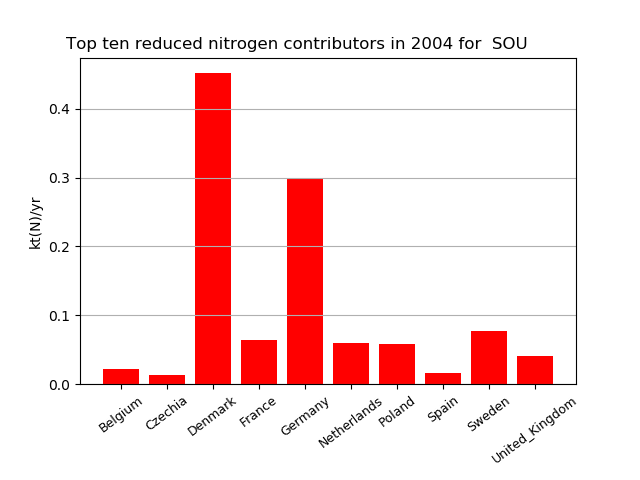 Top ten reduced nitrogen contributors in 2004 for  SOU
kt(N)/yr
0.4
0.3
0.2
0.1
0.0
Belgium
Czechia
Denmark
France
Germany
Netherlands
Poland
Spain
Sweden
United_Kingdom